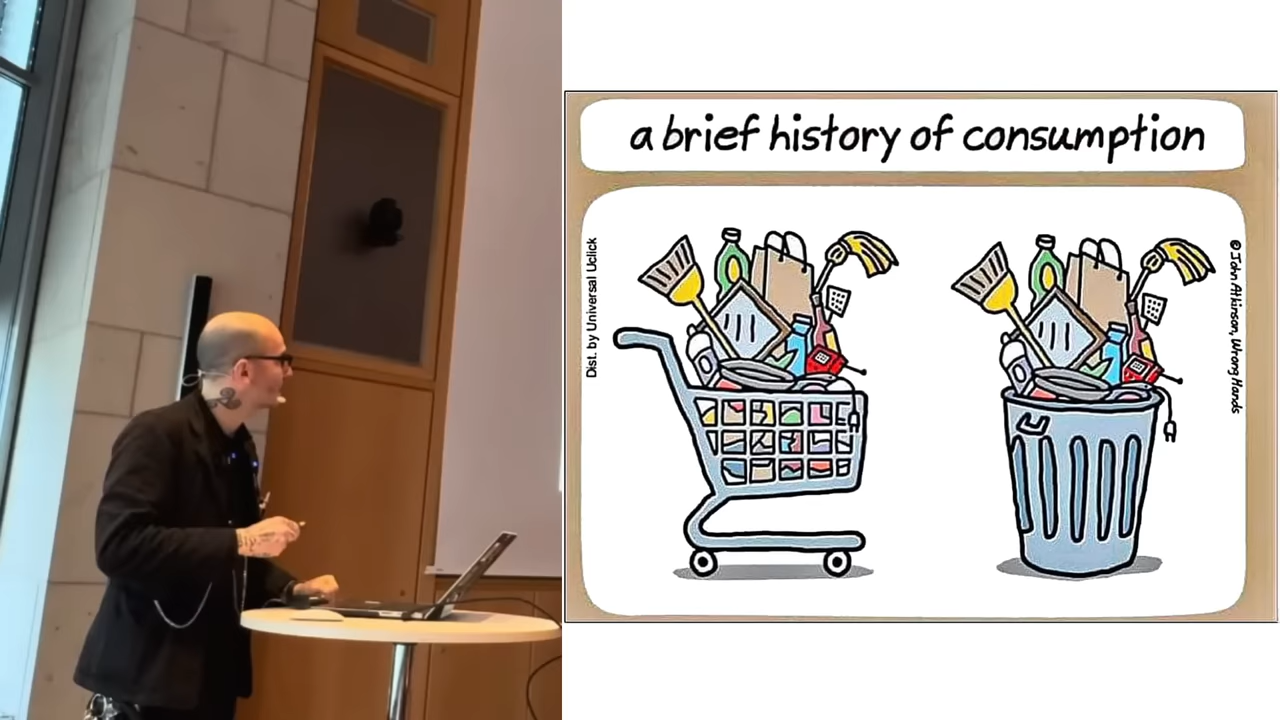 a brief history of consumption
Dist. by Universal Uclick
© John Atkinson, Wrong Hands